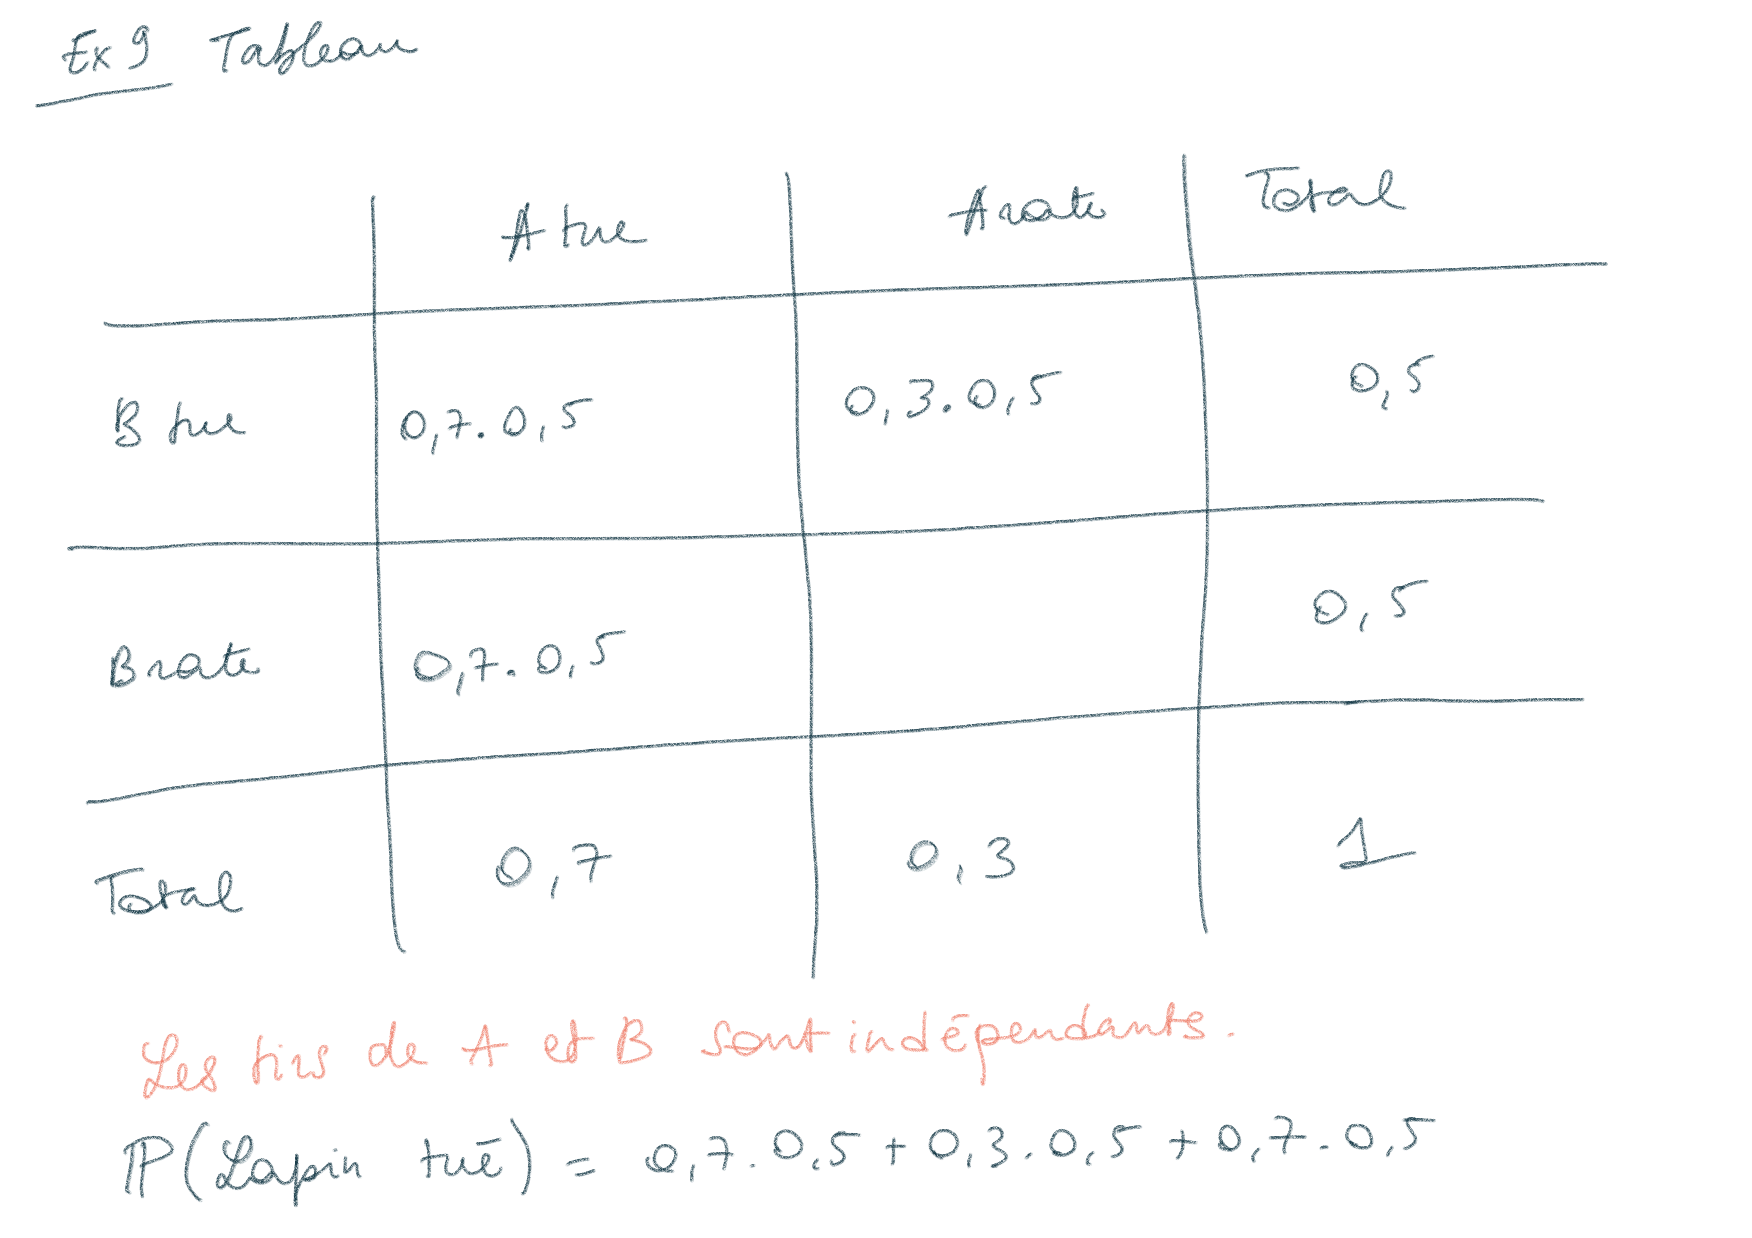 Ex 9 Tableau
A tue A rate Total
B tue 0,7.0,5 0,3.0,5 0,5
B rate 0,7.0,5 0,5
Total 0,7 0,3 1
Les tirs de A et B sont indépendants.
ℙ(Lapin tué) = 0,7.0,5 + 0,3.0,5 + 0,7.0,5